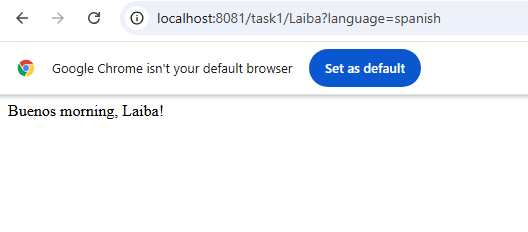 localhost:8081/task1/Laiba?language=spanish
Google Chrome isn't your default browser Set as default
Buenos morning, Laiba!